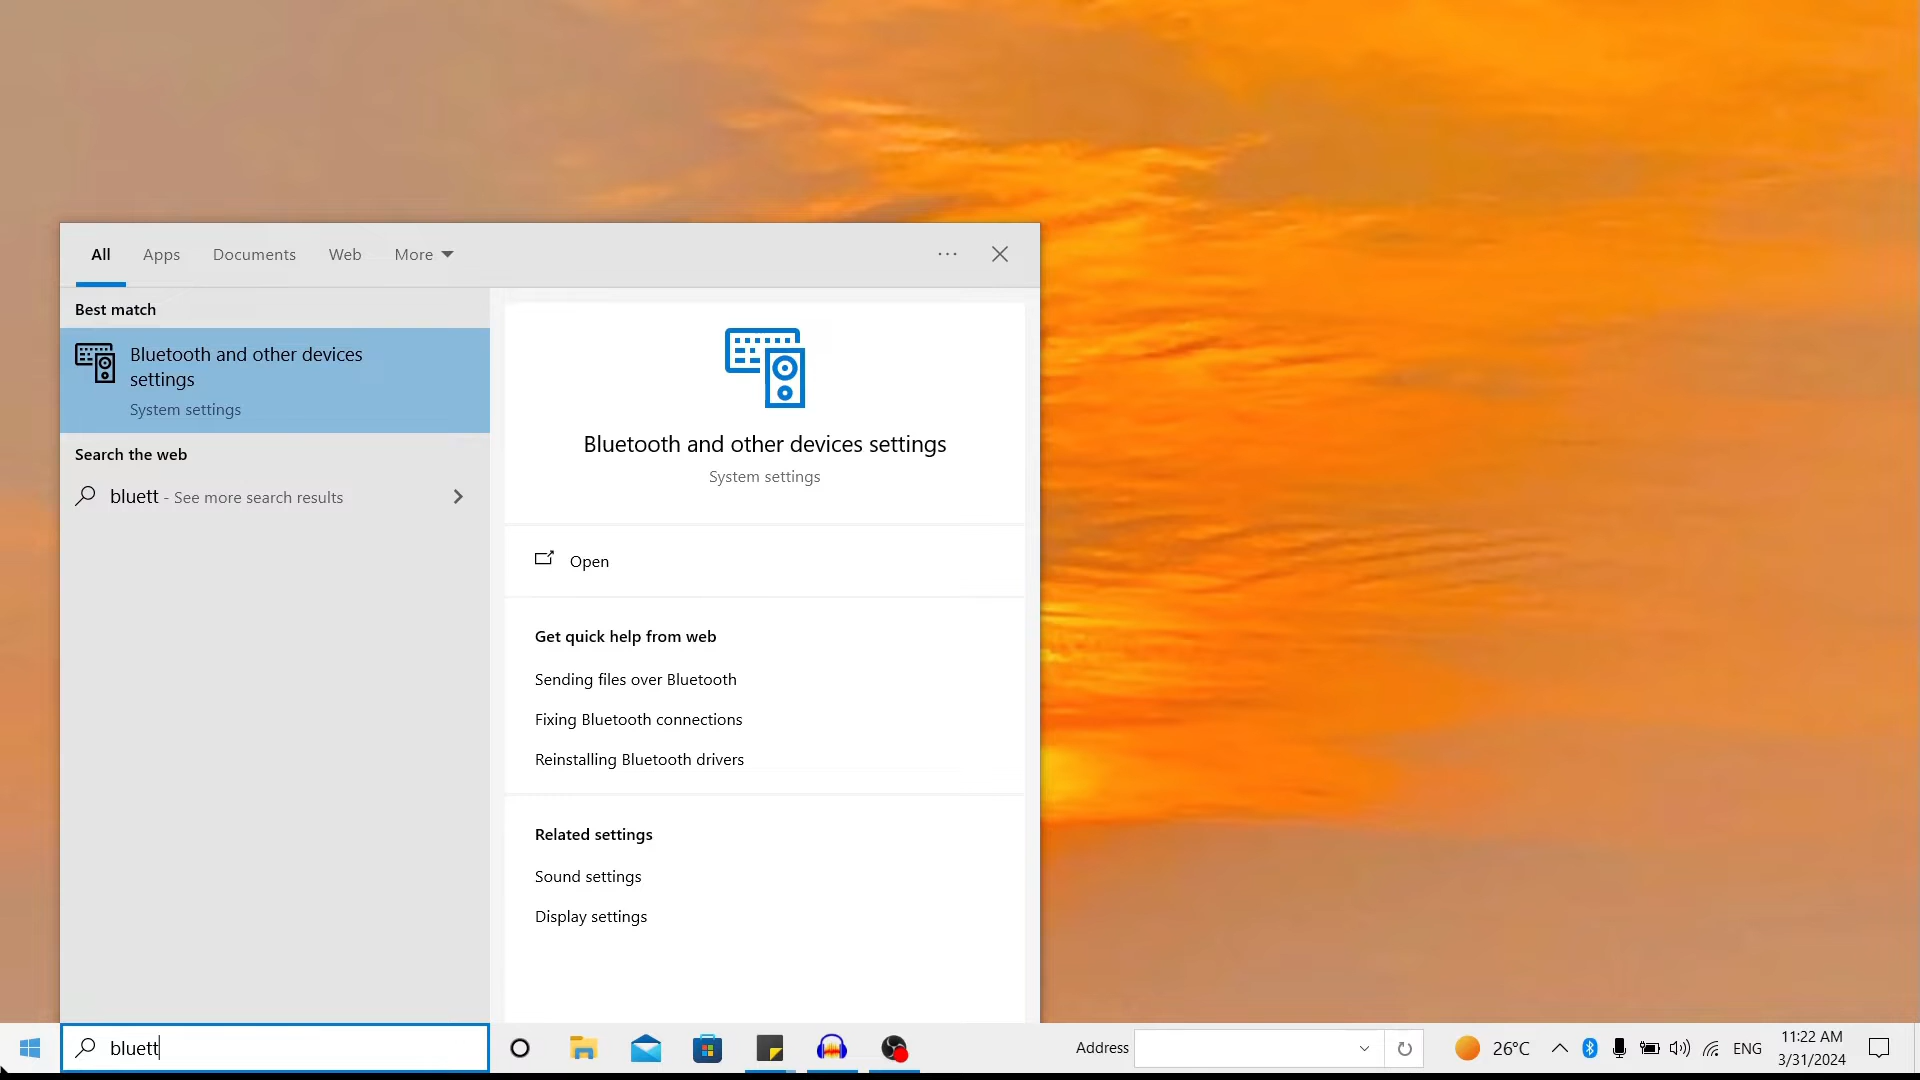 All Apps Documents Web More
Best match
Bluetooth and other devices
settings
System settings
Search the web
bluett - See more search results
Bluetooth and other devices settings
System settings
Open
Get quick help from web
Sending files over Bluetooth
Fixing Bluetooth connections
Reinstalling Bluetooth drivers
Related settings
Sound settings
Display settings
bluett
Address
26°C
ENG
11:22 AM
3/31/2024